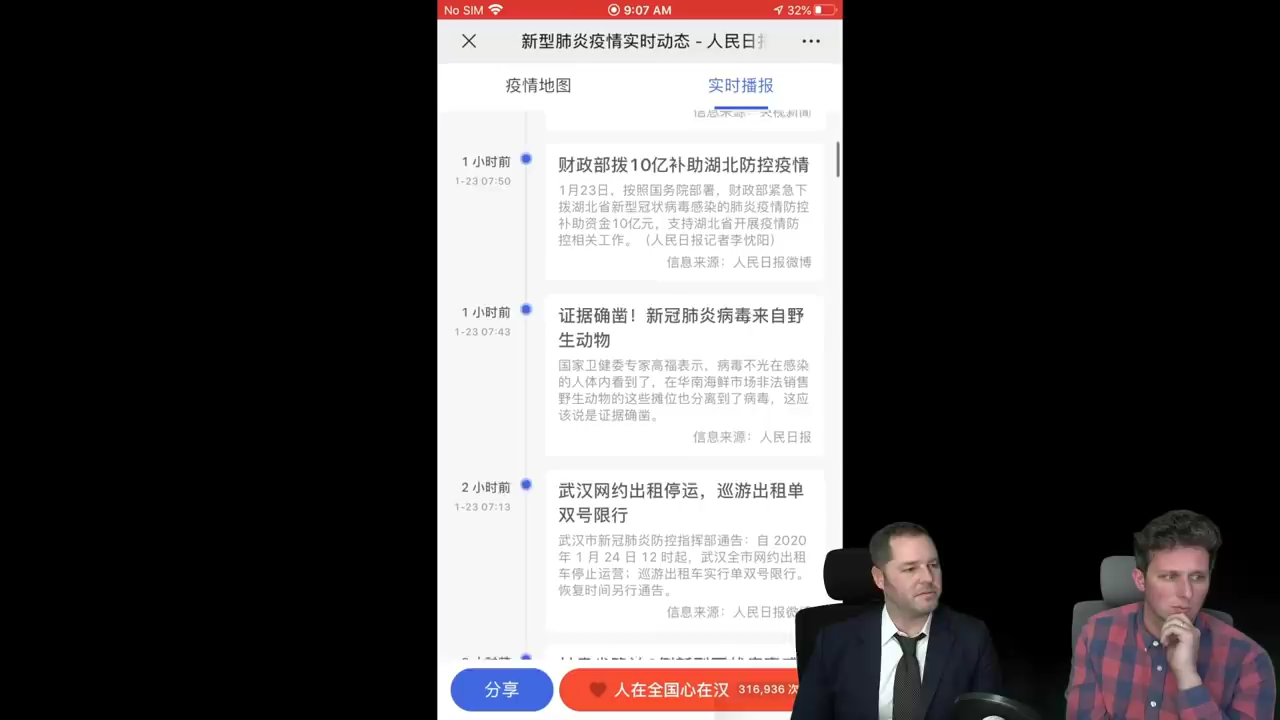 No SIM
9:07 AM
32%
新型肺炎疫情实时动态 - 人民日
疫情地图
实时播报
信息来源：央视新闻
1 小时前
1-23 07:50
财政部拨10亿补助湖北防控疫情
1月23日，按照国务院部署，财政部紧急下
拨湖北省新型冠状病毒感染的肺炎疫情防控
补助资金10亿元，支持湖北省开展疫情防
控相关工作。（人民日报记者李忱阳）
信息来源：人民日报微博
1 小时前
1-23 07:43
证据确凿！新冠肺炎病毒来自野
生动物
国家卫健委专家高福表示，病毒不光在感染
的人体内看到了，在华南海鲜市场非法销售
野生动物的这些摊位也分离到了病毒，这应
该说是证据确凿。
信息来源：人民日报
2 小时前
1-23 07:13
武汉网约出租停运，巡游出租单
双号限行
武汉市新冠肺炎防控指挥部通告：自 2020
年 1 月 24 日 12 时起，武汉全市网约出租
车停止运营；巡游出租车实行单双号限行。
恢复时间另行通告。
信息来源：人民日报微
分享
人在全国心在汉 316,936 次